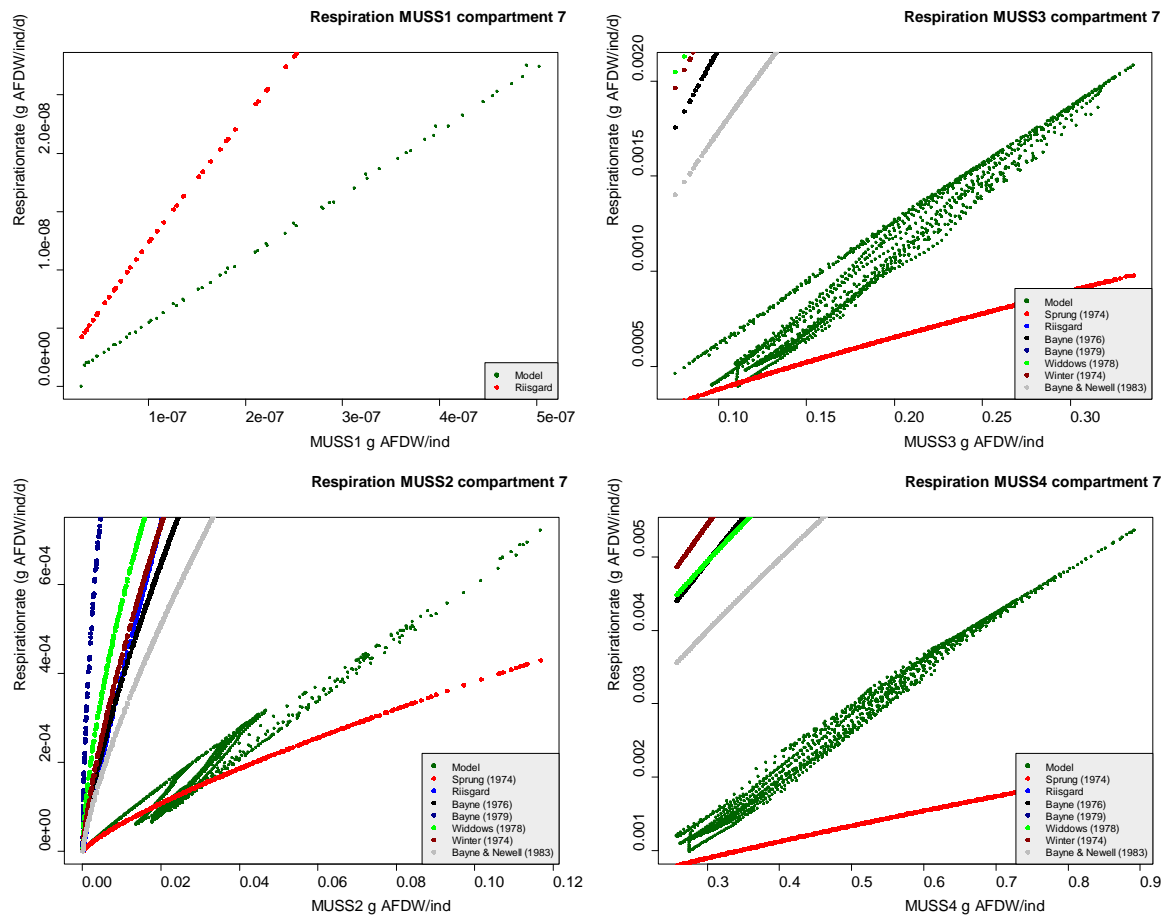 Respiration MUSS1 compartment 7
Respirationrate (g AFDW/ind/d)
0.0e+00
1.0e-08
2.0e-08
1e-07
2e-07
3e-07
4e-07
5e-07
MUSS1 g AFDW/ind
Model
Riisgard
Respiration MUSS3 compartment 7
Respirationrate (g AFDW/ind/d)
0.0005
0.0010
0.0015
0.0020
0.10
0.15
0.20
0.25
0.30
MUSS3 g AFDW/ind
Model
Sprung (1974)
Riisgard
Bayne (1976)
Bayne (1979)
Widdows (1978)
Winter (1974)
Bayne & Newell (1983)
Respiration MUSS2 compartment 7
Respirationrate (g AFDW/ind/d)
0e+00
2e-04
4e-04
6e-04
0.00
0.02
0.04
0.06
0.08
0.10
0.12
MUSS2 g AFDW/ind
Model
Sprung (1974)
Riisgard
Bayne (1976)
Bayne (1979)
Widdows (1978)
Winter (1974)
Bayne & Newell (1983)
Respiration MUSS4 compartment 7
Respirationrate (g AFDW/ind/d)
0.001
0.002
0.003
0.004
0.005
0.3
0.4
0.5
0.6
0.7
0.8
0.9
MUSS4 g AFDW/ind
Model
Sprung (1974)
Riisgard
Bayne (1976)
Bayne (1979)
Widdows (1978)
Winter (1974)
Bayne & Newell (1983)